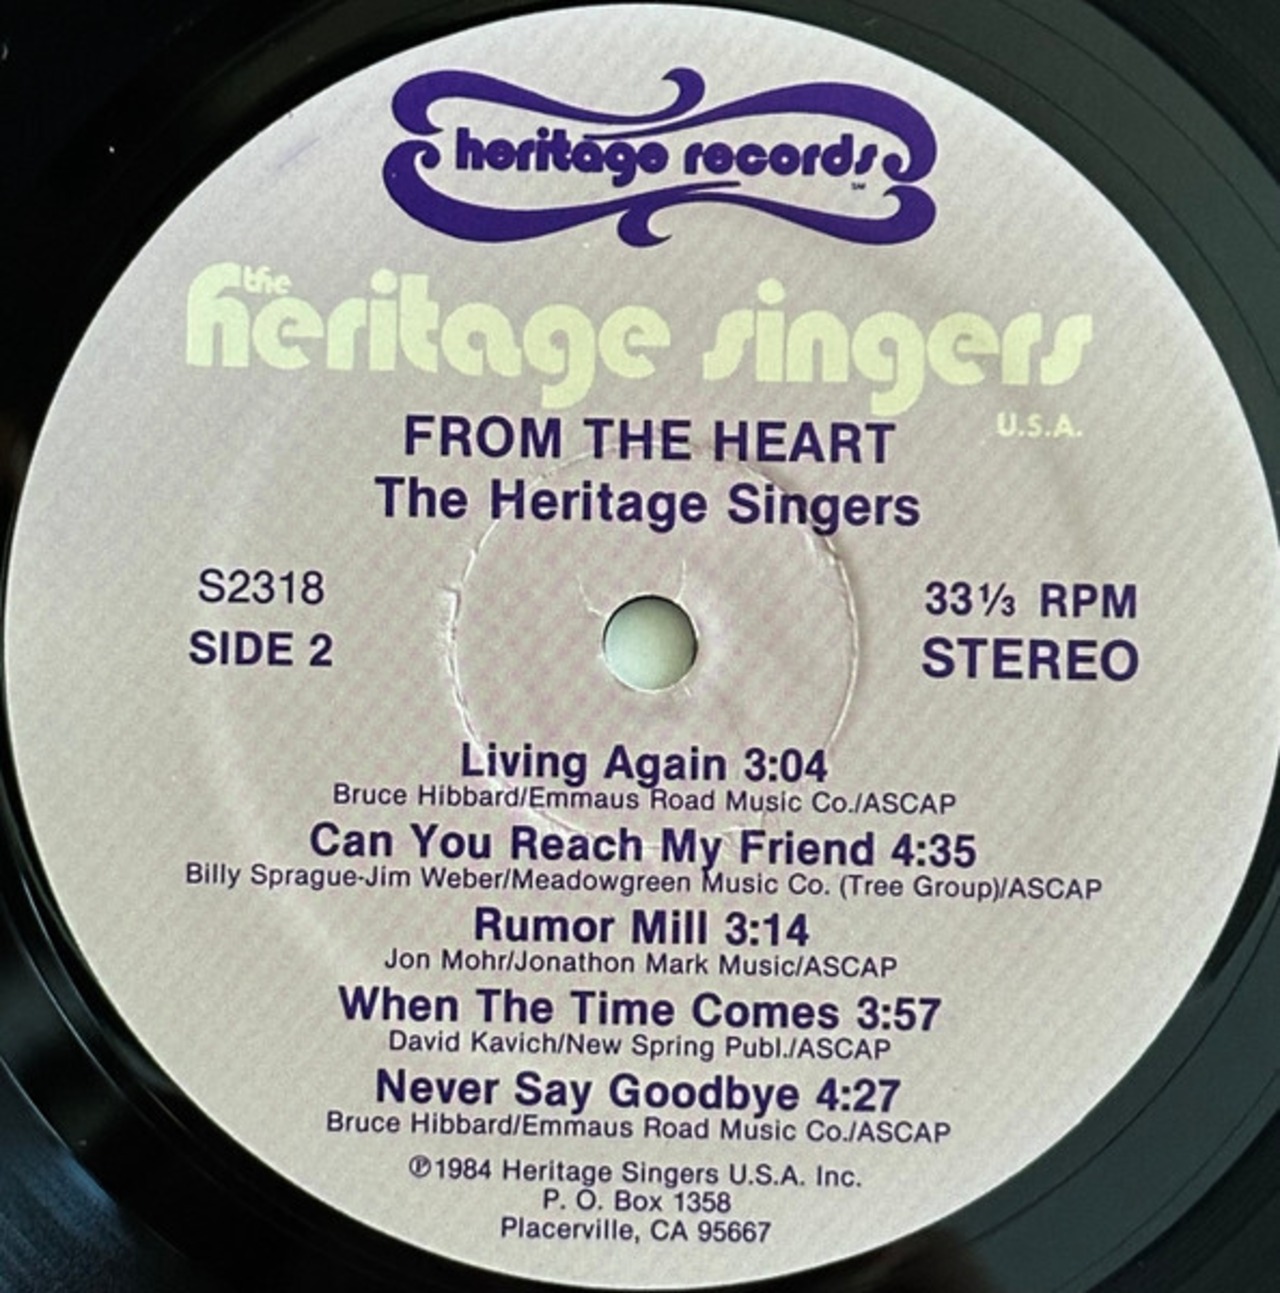 heritage records
SM
the
heritage singers
U.S.A.
FROM THE HEART
The Heritage Singers
S2318
SIDE 2
33⅓ RPM
STEREO
Living Again 3:04
Bruce Hibbard/Emmaus Road Music Co./ASCAP
Can You Reach My Friend 4:35
Billy Sprague-Jim Weber/Meadowgreen Music Co. (Tree Group)/ASCAP
Rumor Mill 3:14
Jon Mohr/Jonathon Mark Music/ASCAP
When The Time Comes 3:57
David Kavich/New Spring Publ./ASCAP
Never Say Goodbye 4:27
Bruce Hibbard/Emmaus Road Music Co./ASCAP
℗1984 Heritage Singers U.S.A. Inc.
P. O. Box 1358
Placerville, CA 95667